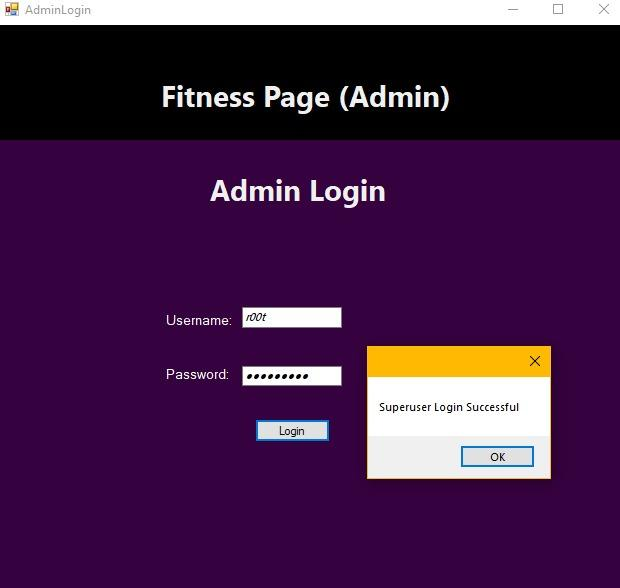 AdminLogin
Fitness Page (Admin)
Admin Login
Username: r00t
Password: •••••••••
Superuser Login Successful
Login
OK